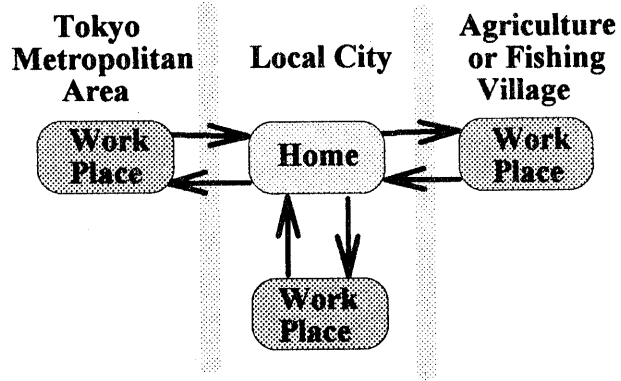 Tokyo
Metropolitan
Area
Local City
Agriculture
or Fishing
Village
Work
Place
Home
Work
Place
Work
Place